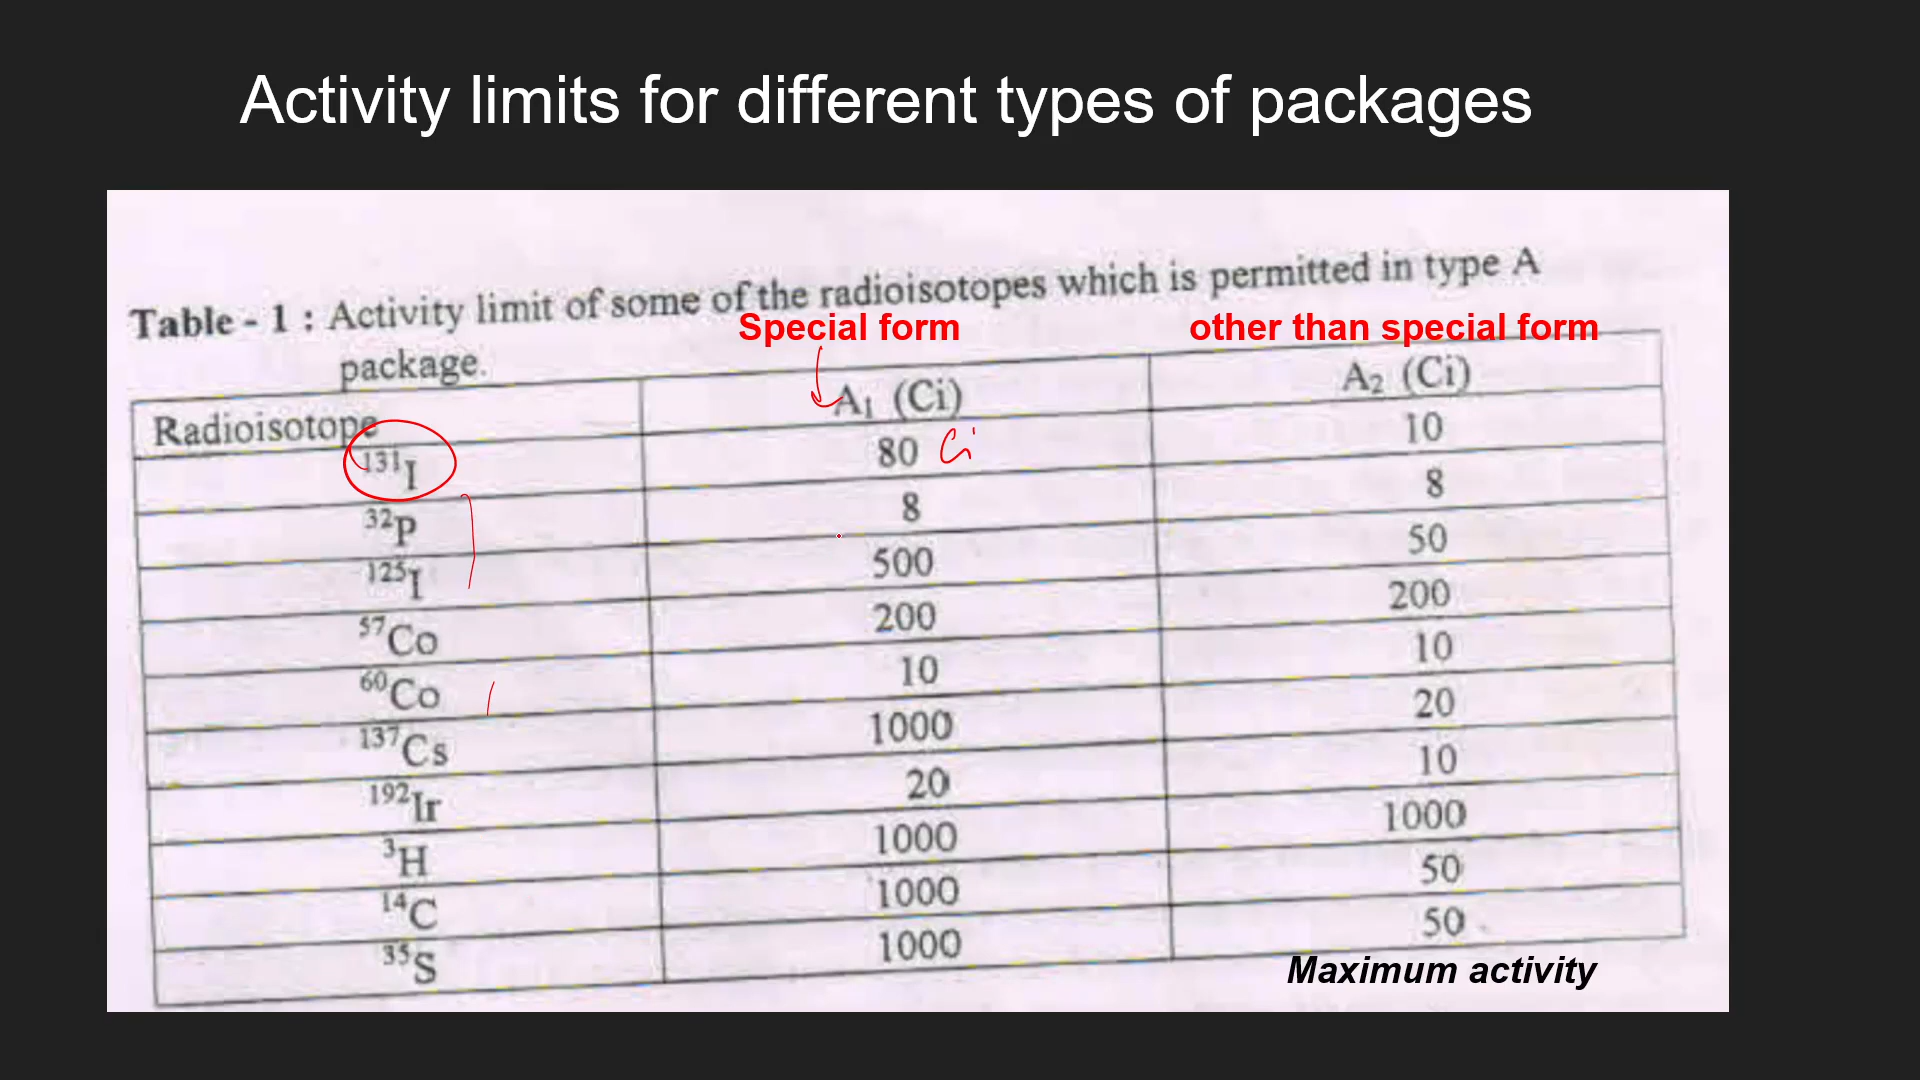 Activity limits for different types of packages
Table - 1 : Activity limit of some of the radioisotopes which is permitted in type A
package.
Special form other than special form
Radioisotope A₁ (Ci) A₂ (Ci)
¹³¹I 80 Ci 10
³²P 8 8
¹²⁵I 500 50
⁵⁷Co 200 200
⁶⁰Co 10 10
¹³⁷Cs 1000 20
¹⁹²Ir 20 10
³H 1000 1000
¹⁴C 1000 50
³⁵S 1000 50
Maximum activity